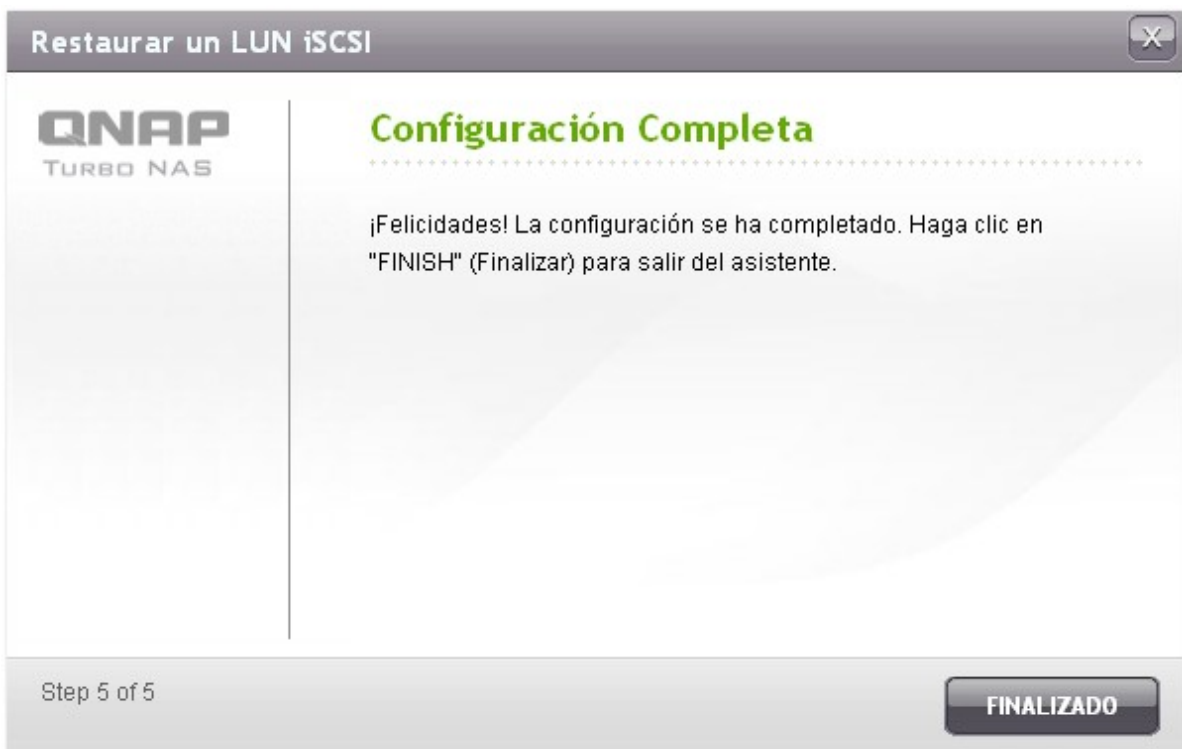 Restaurar un LUN iSCSI
X
QNAP
TURBO NAS
Configuración Completa
¡Felicidades! La configuración se ha completado. Haga clic en
"FINISH" (Finalizar) para salir del asistente.
Step 5 of 5
FINALIZADO